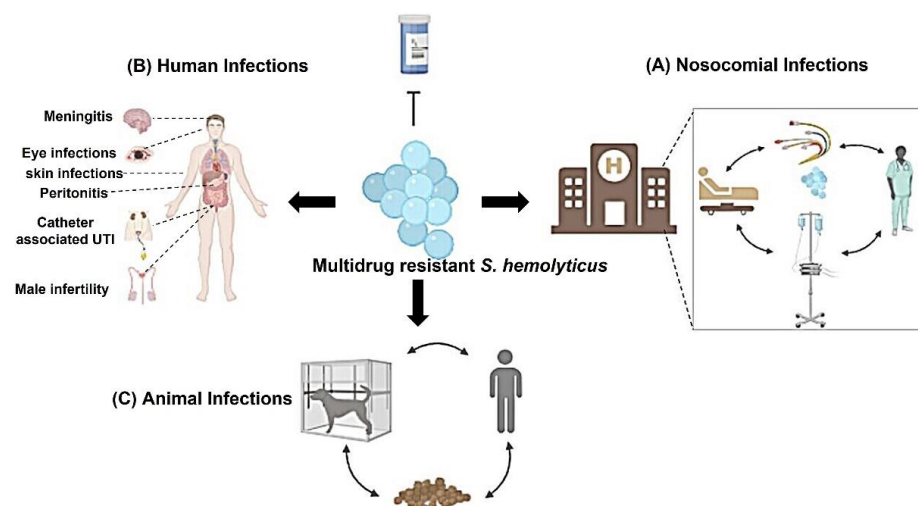 (B) Human Infections
(A) Nosocomial Infections
Meningitis
Eye infections
skin infections
Peritonitis
Catheter
associated UTI
Male infertility
H
Multidrug resistant S. hemolyticus
(C) Animal Infections